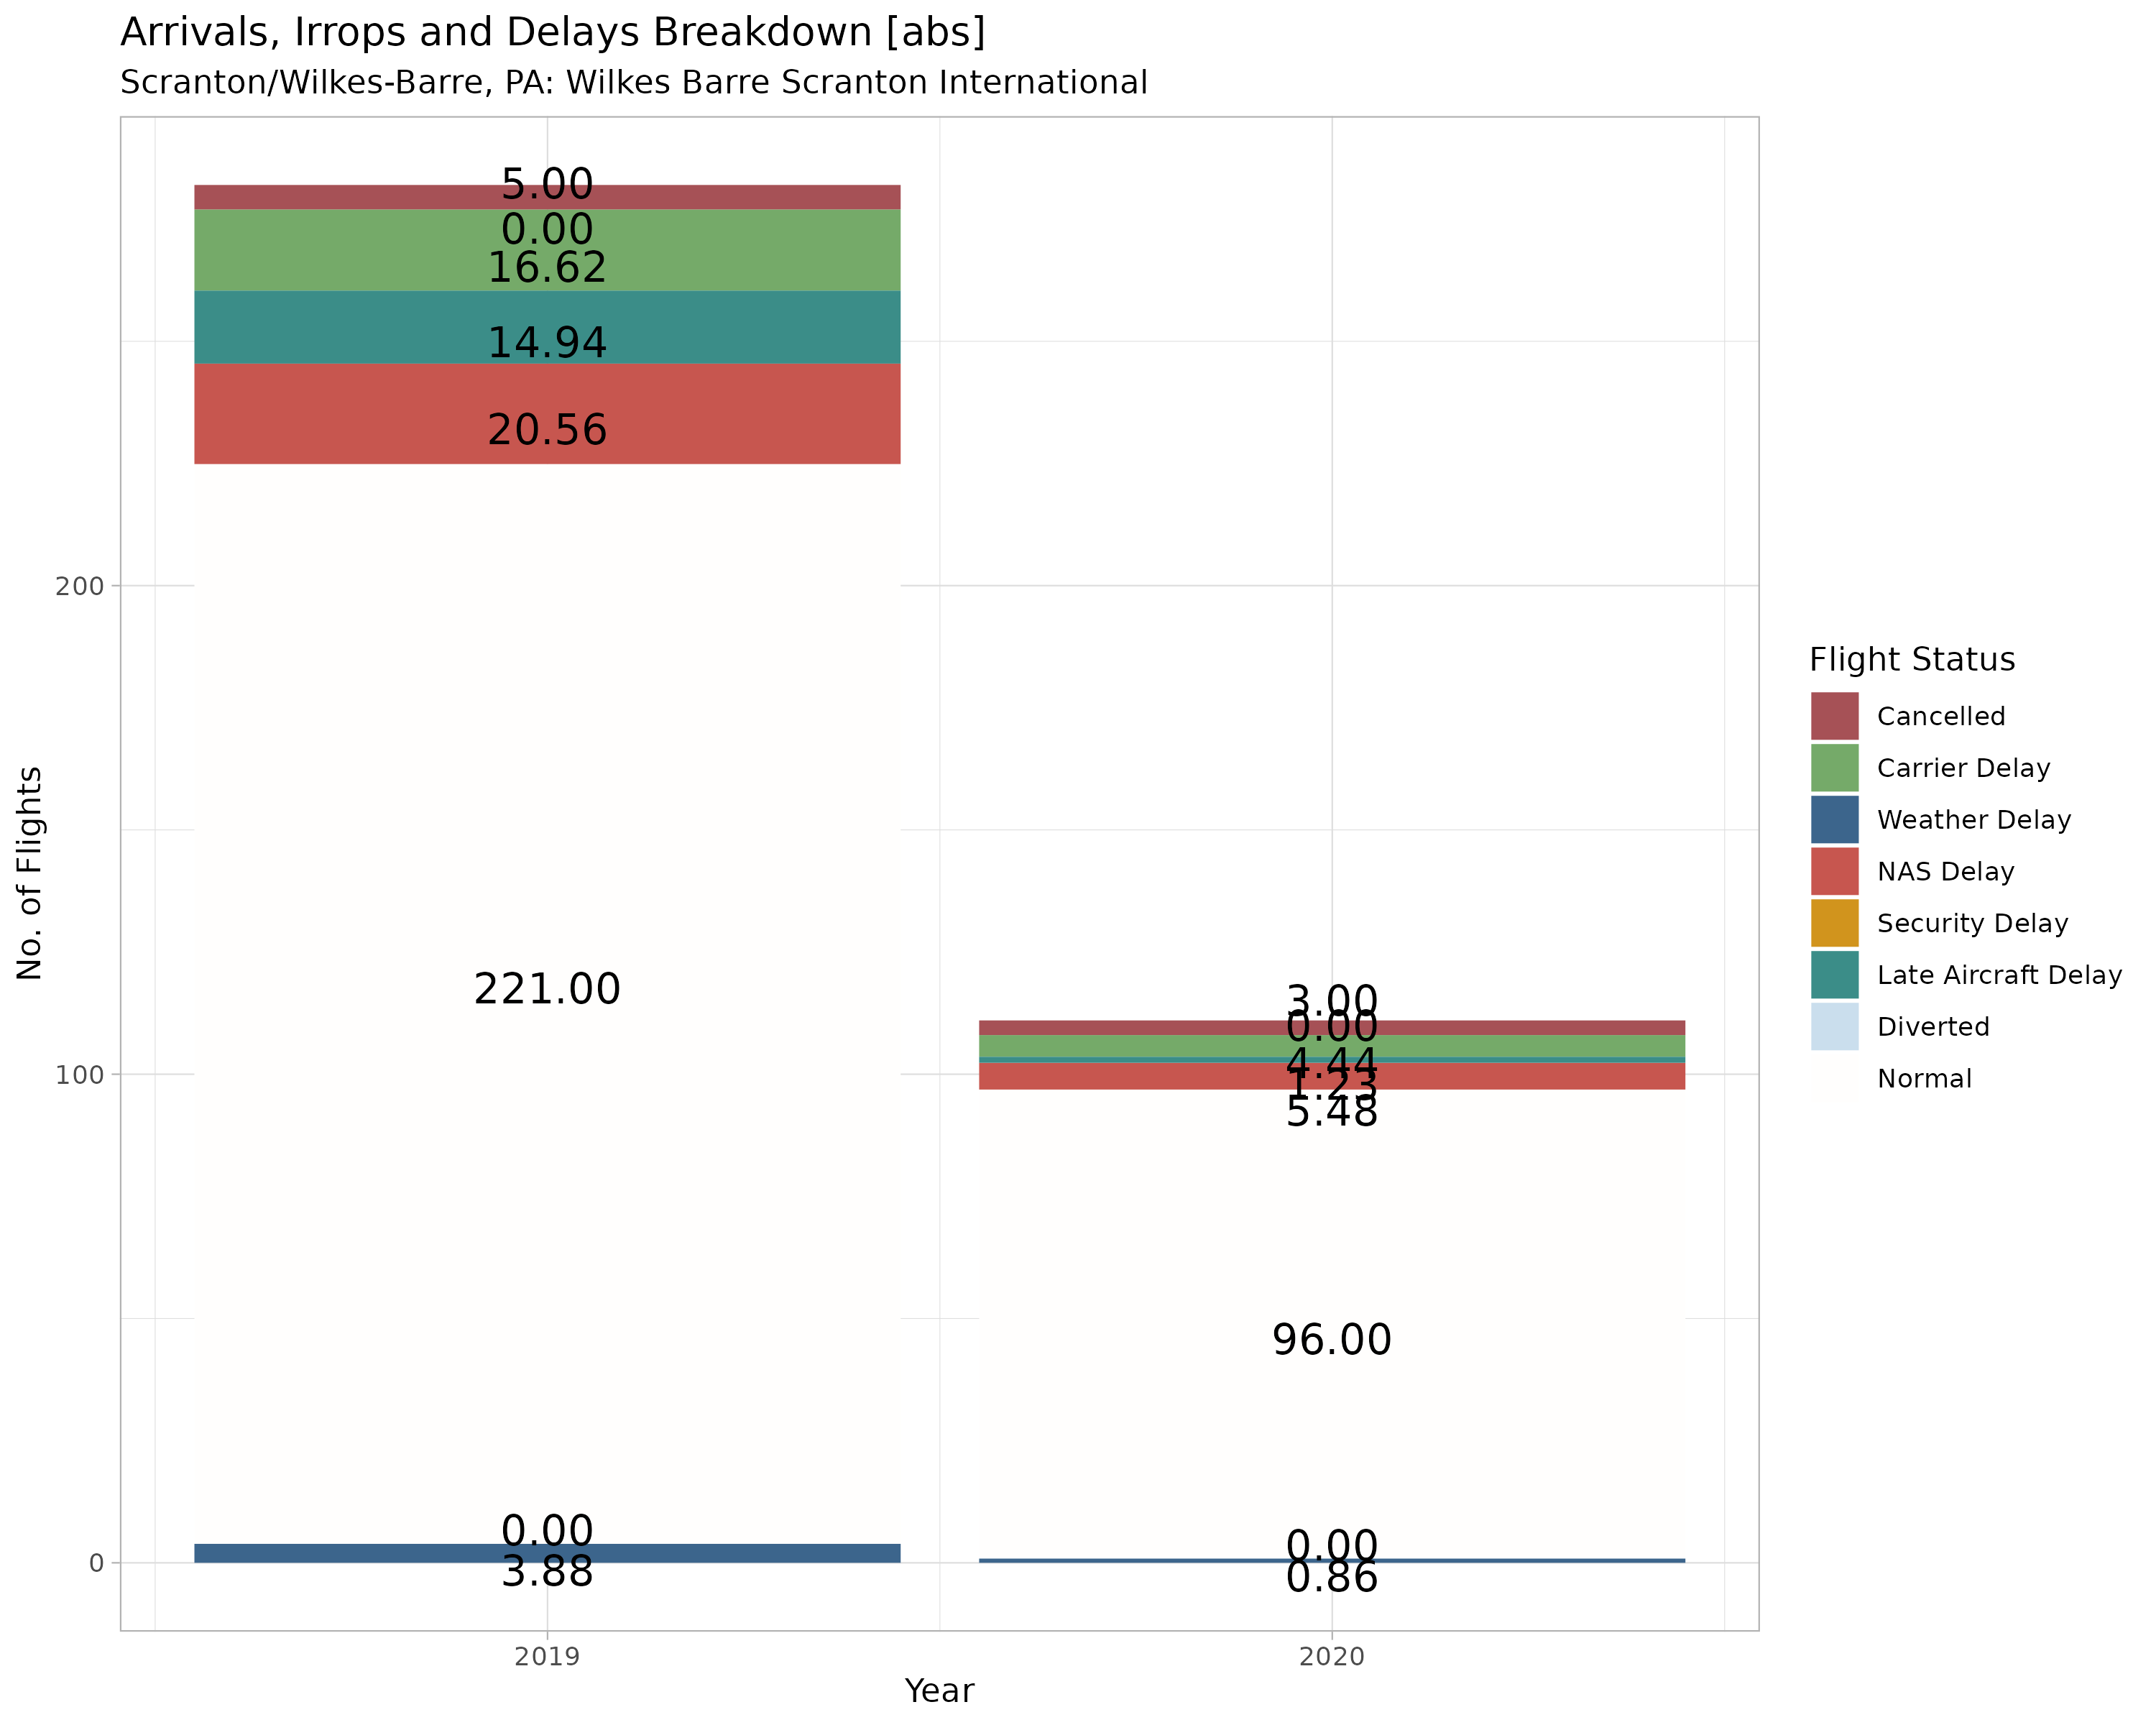 Arrivals, Irrops and Delays Breakdown [abs]
Scranton/Wilkes-Barre, PA: Wilkes Barre Scranton International
5.00
0.00
16.62
14.94
20.56
221.00
0.00
3.88
3.00
0.00
4.44
1.23
5.48
96.00
0.00
0.86
200
100
0
No. of Flights
2019
2020
Year
Flight Status
Cancelled
Carrier Delay
Weather Delay
NAS Delay
Security Delay
Late Aircraft Delay
Diverted
Normal